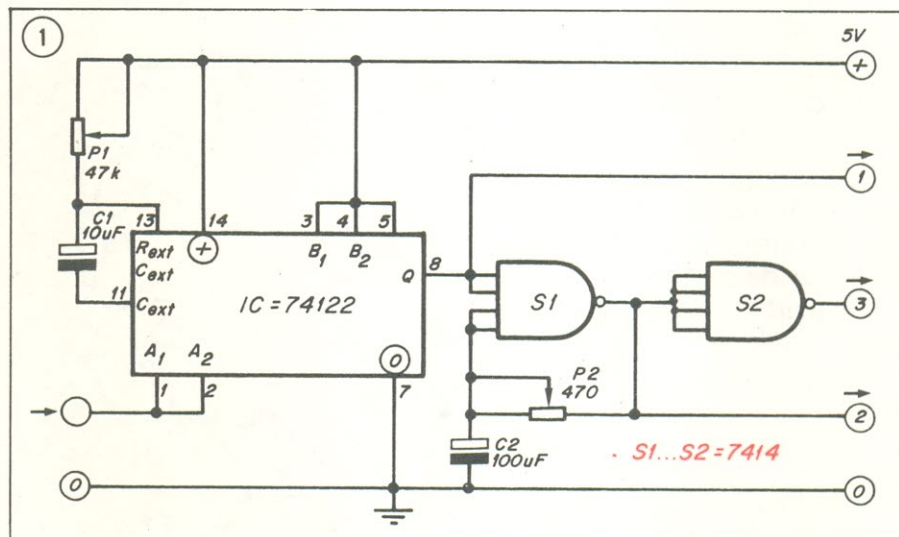 1
5V
+
P1
47k
1
C1
10uF
13
14
3
4
5
Rext
Cext
+
B1
B2
Q
8
11
Cext
IC = 74122
S1
S2
3
A1
A2
0
1
2
7
P2
470
2
C2
100uF
S1...S2=7414
0
0